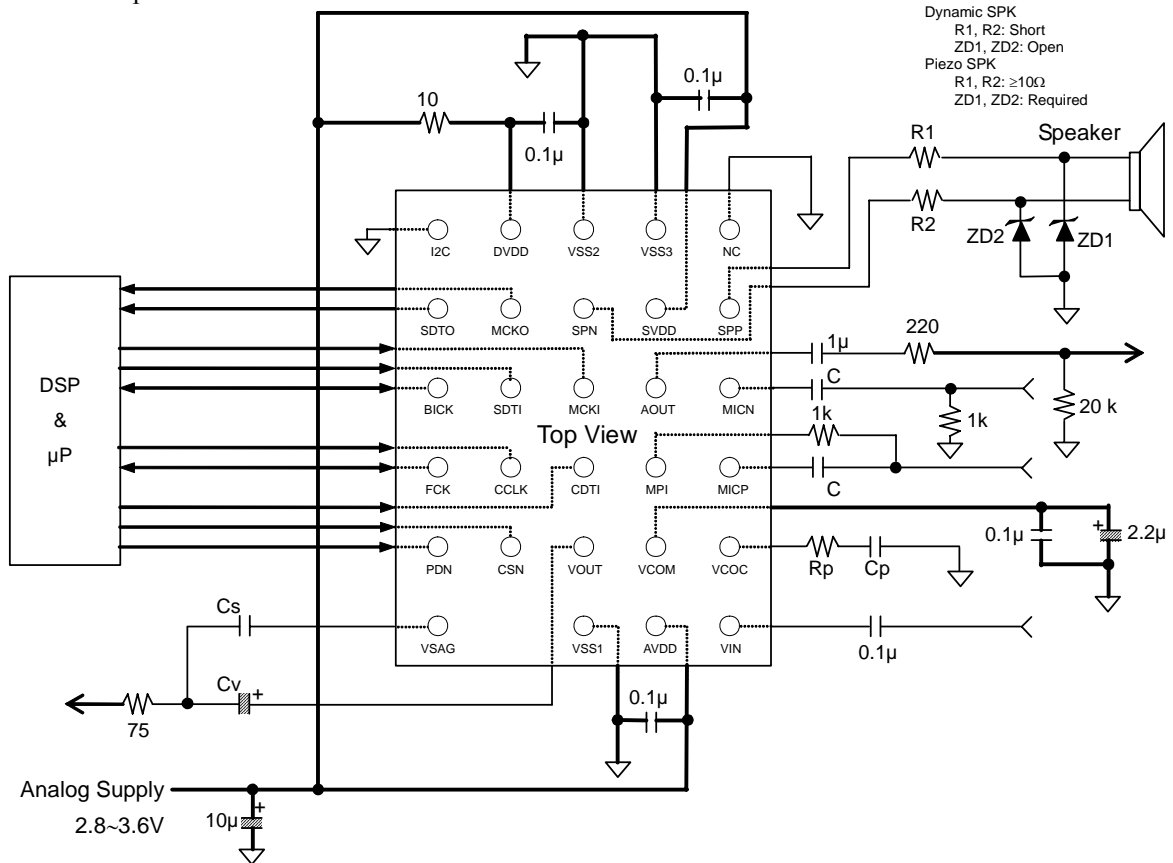 Dynamic SPK
R1, R2: Short
ZD1, ZD2: Open
Piezo SPK
R1, R2: ≥10Ω
ZD1, ZD2: Required
0.1µ
10
0.1µ
R1
Speaker
R2
ZD2
ZD1
I2C
DVDD
VSS2
VSS3
NC
SDTO
MCKO
SPN
SVDD
SPP
1µ
220
DSP
&
µP
BICK
SDTI
MCKI
AOUT
MICN
C
20 k
1k
1k
Top View
FCK
CCLK
CDTI
MPI
MICP
C
0.1µ
+
2.2µ
PDN
CSN
VOUT
VCOM
VCOC
Rp
Cp
Cs
VSAG
VSS1
AVDD
VIN
0.1µ
Cv
+
75
0.1µ
Analog Supply
2.8~3.6V
10µ
+